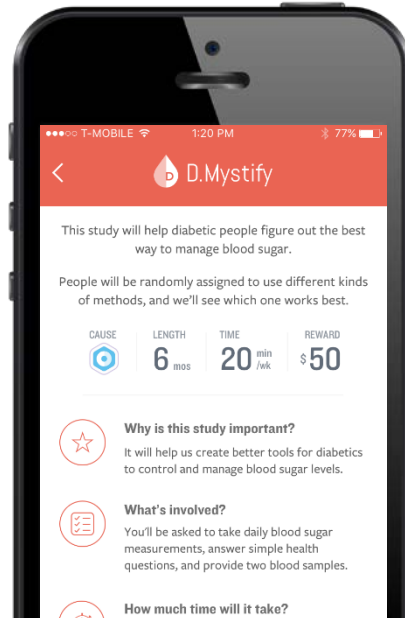 T-MOBILE 1:20 PM 77%
D D.Mystify
This study will help diabetic people figure out the best
way to manage blood sugar.
People will be randomly assigned to use different kinds
of methods, and we'll see which one works best.
CAUSE LENGTH TIME REWARD
6 mos 20 min /wk $50
Why is this study important?
It will help us create better tools for diabetics
to control and manage blood sugar levels.
What's involved?
You'll be asked to take daily blood sugar
measurements, answer simple health
questions, and provide two blood samples.
How much time will it take?